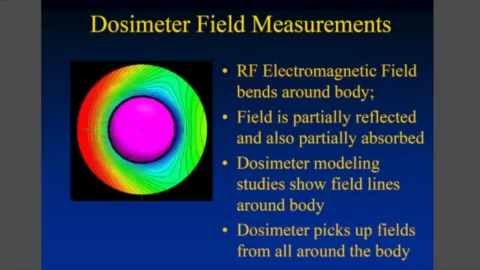 Dosimeter Field Measurements
• RF Electromagnetic Field
bends around body;
• Field is partially reflected
and also partially absorbed
• Dosimeter modeling
studies show field lines
around body
• Dosimeter picks up fields
from all around the body